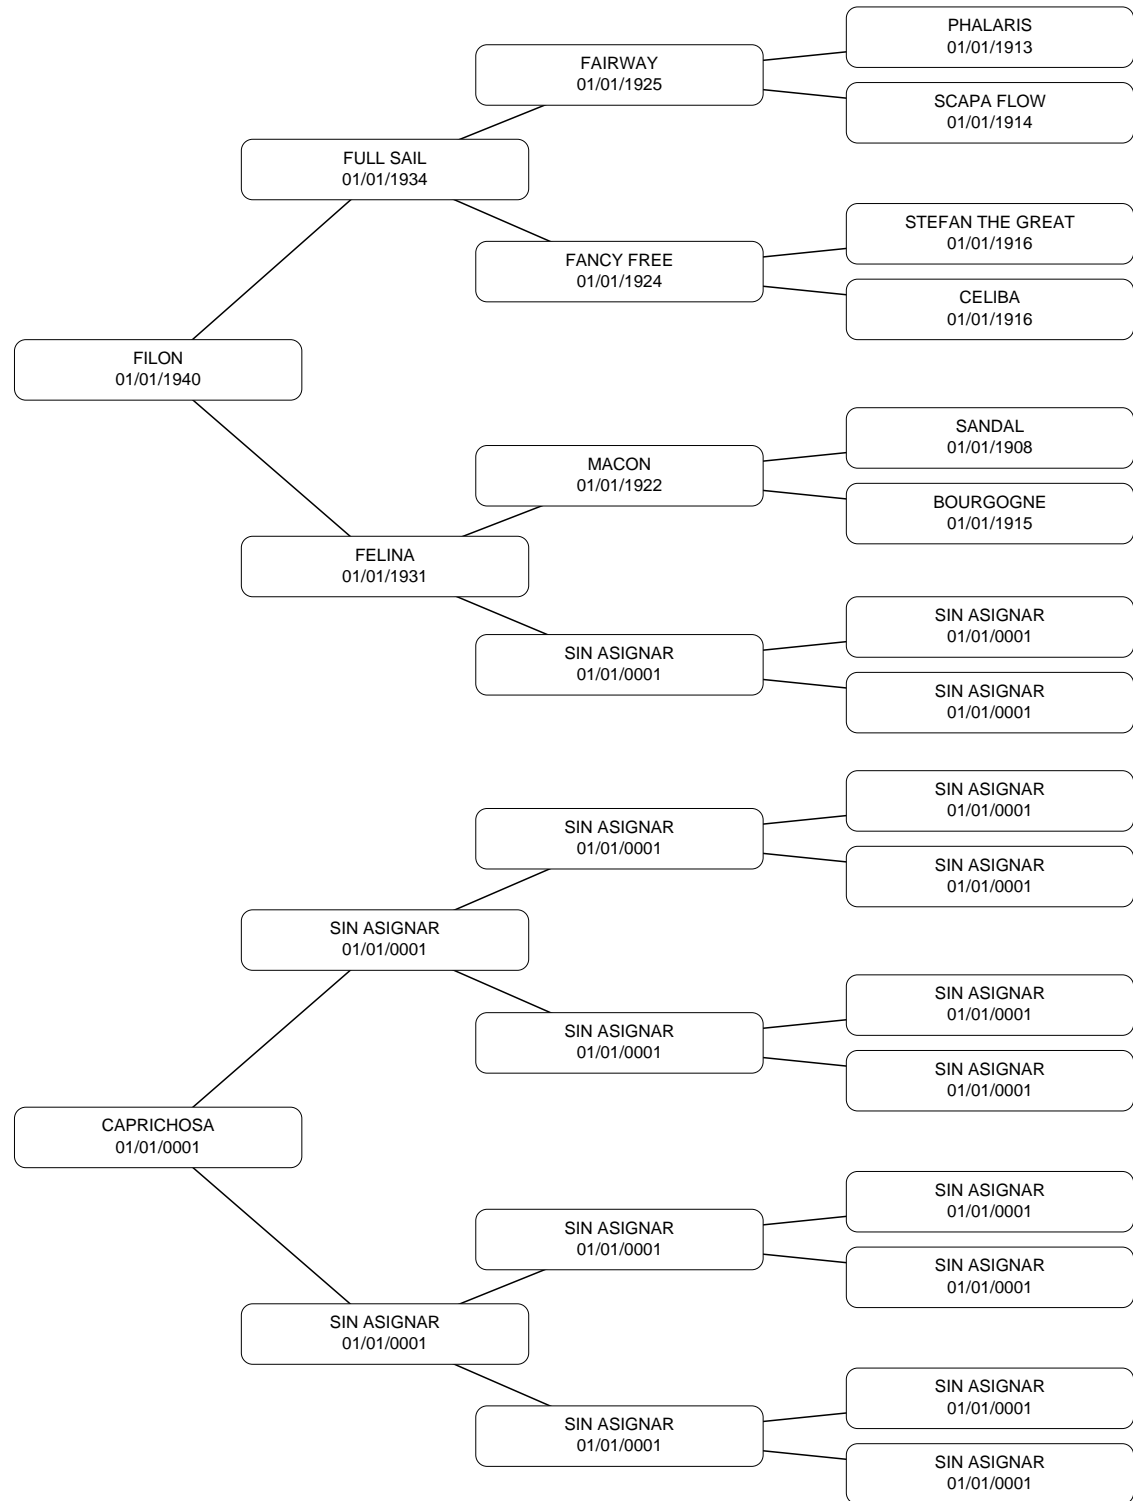 PHALARIS
01/01/1913
FAIRWAY
01/01/1925
SCAPA FLOW
01/01/1914
FULL SAIL
01/01/1934
STEFAN THE GREAT
01/01/1916
FANCY FREE
01/01/1924
CELIBA
01/01/1916
FILON
01/01/1940
SANDAL
01/01/1908
MACON
01/01/1922
BOURGOGNE
01/01/1915
FELINA
01/01/1931
SIN ASIGNAR
01/01/0001
SIN ASIGNAR
01/01/0001
SIN ASIGNAR
01/01/0001
SIN ASIGNAR
01/01/0001
SIN ASIGNAR
01/01/0001
SIN ASIGNAR
01/01/0001
SIN ASIGNAR
01/01/0001
SIN ASIGNAR
01/01/0001
SIN ASIGNAR
01/01/0001
SIN ASIGNAR
01/01/0001
CAPRICHOSA
01/01/0001
SIN ASIGNAR
01/01/0001
SIN ASIGNAR
01/01/0001
SIN ASIGNAR
01/01/0001
SIN ASIGNAR
01/01/0001
SIN ASIGNAR
01/01/0001
SIN ASIGNAR
01/01/0001
SIN ASIGNAR
01/01/0001